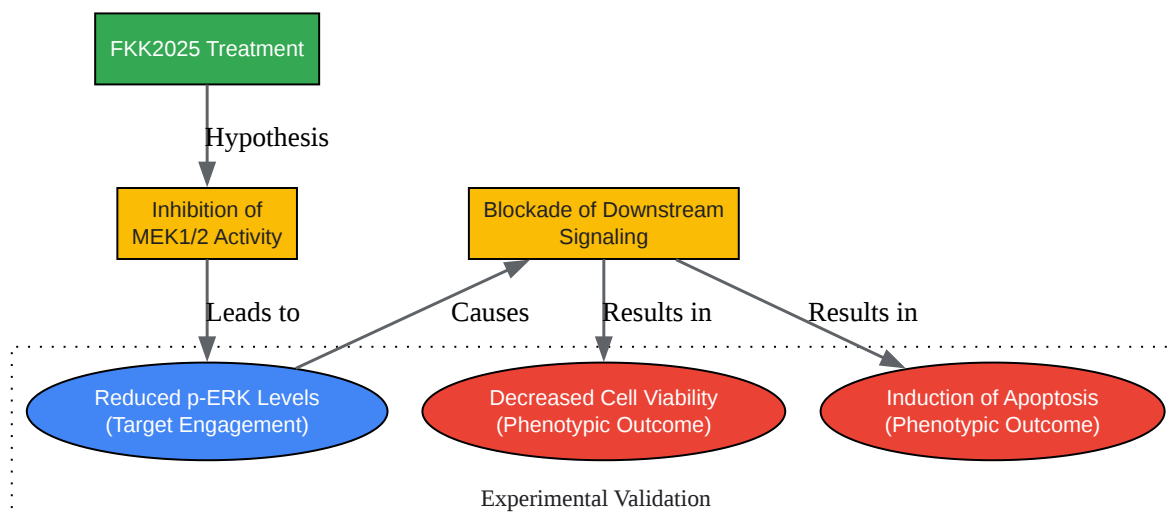 FKK2025 Treatment
Hypothesis
Inhibition of
MEK1/2 Activity
Blockade of Downstream
Signaling
Leads to
Causes
Results in
Results in
Reduced p-ERK Levels
(Target Engagement)
Decreased Cell Viability
(Phenotypic Outcome)
Induction of Apoptosis
(Phenotypic Outcome)
Experimental Validation